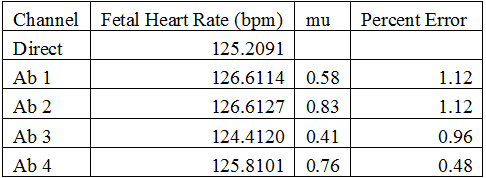 Channel Fetal Heart Rate (bpm) mu Percent Error
Direct 125.2091
Ab 1 126.6114 0.58 1.12
Ab 2 126.6127 0.83 1.12
Ab 3 124.4120 0.41 0.96
Ab 4 125.8101 0.76 0.48